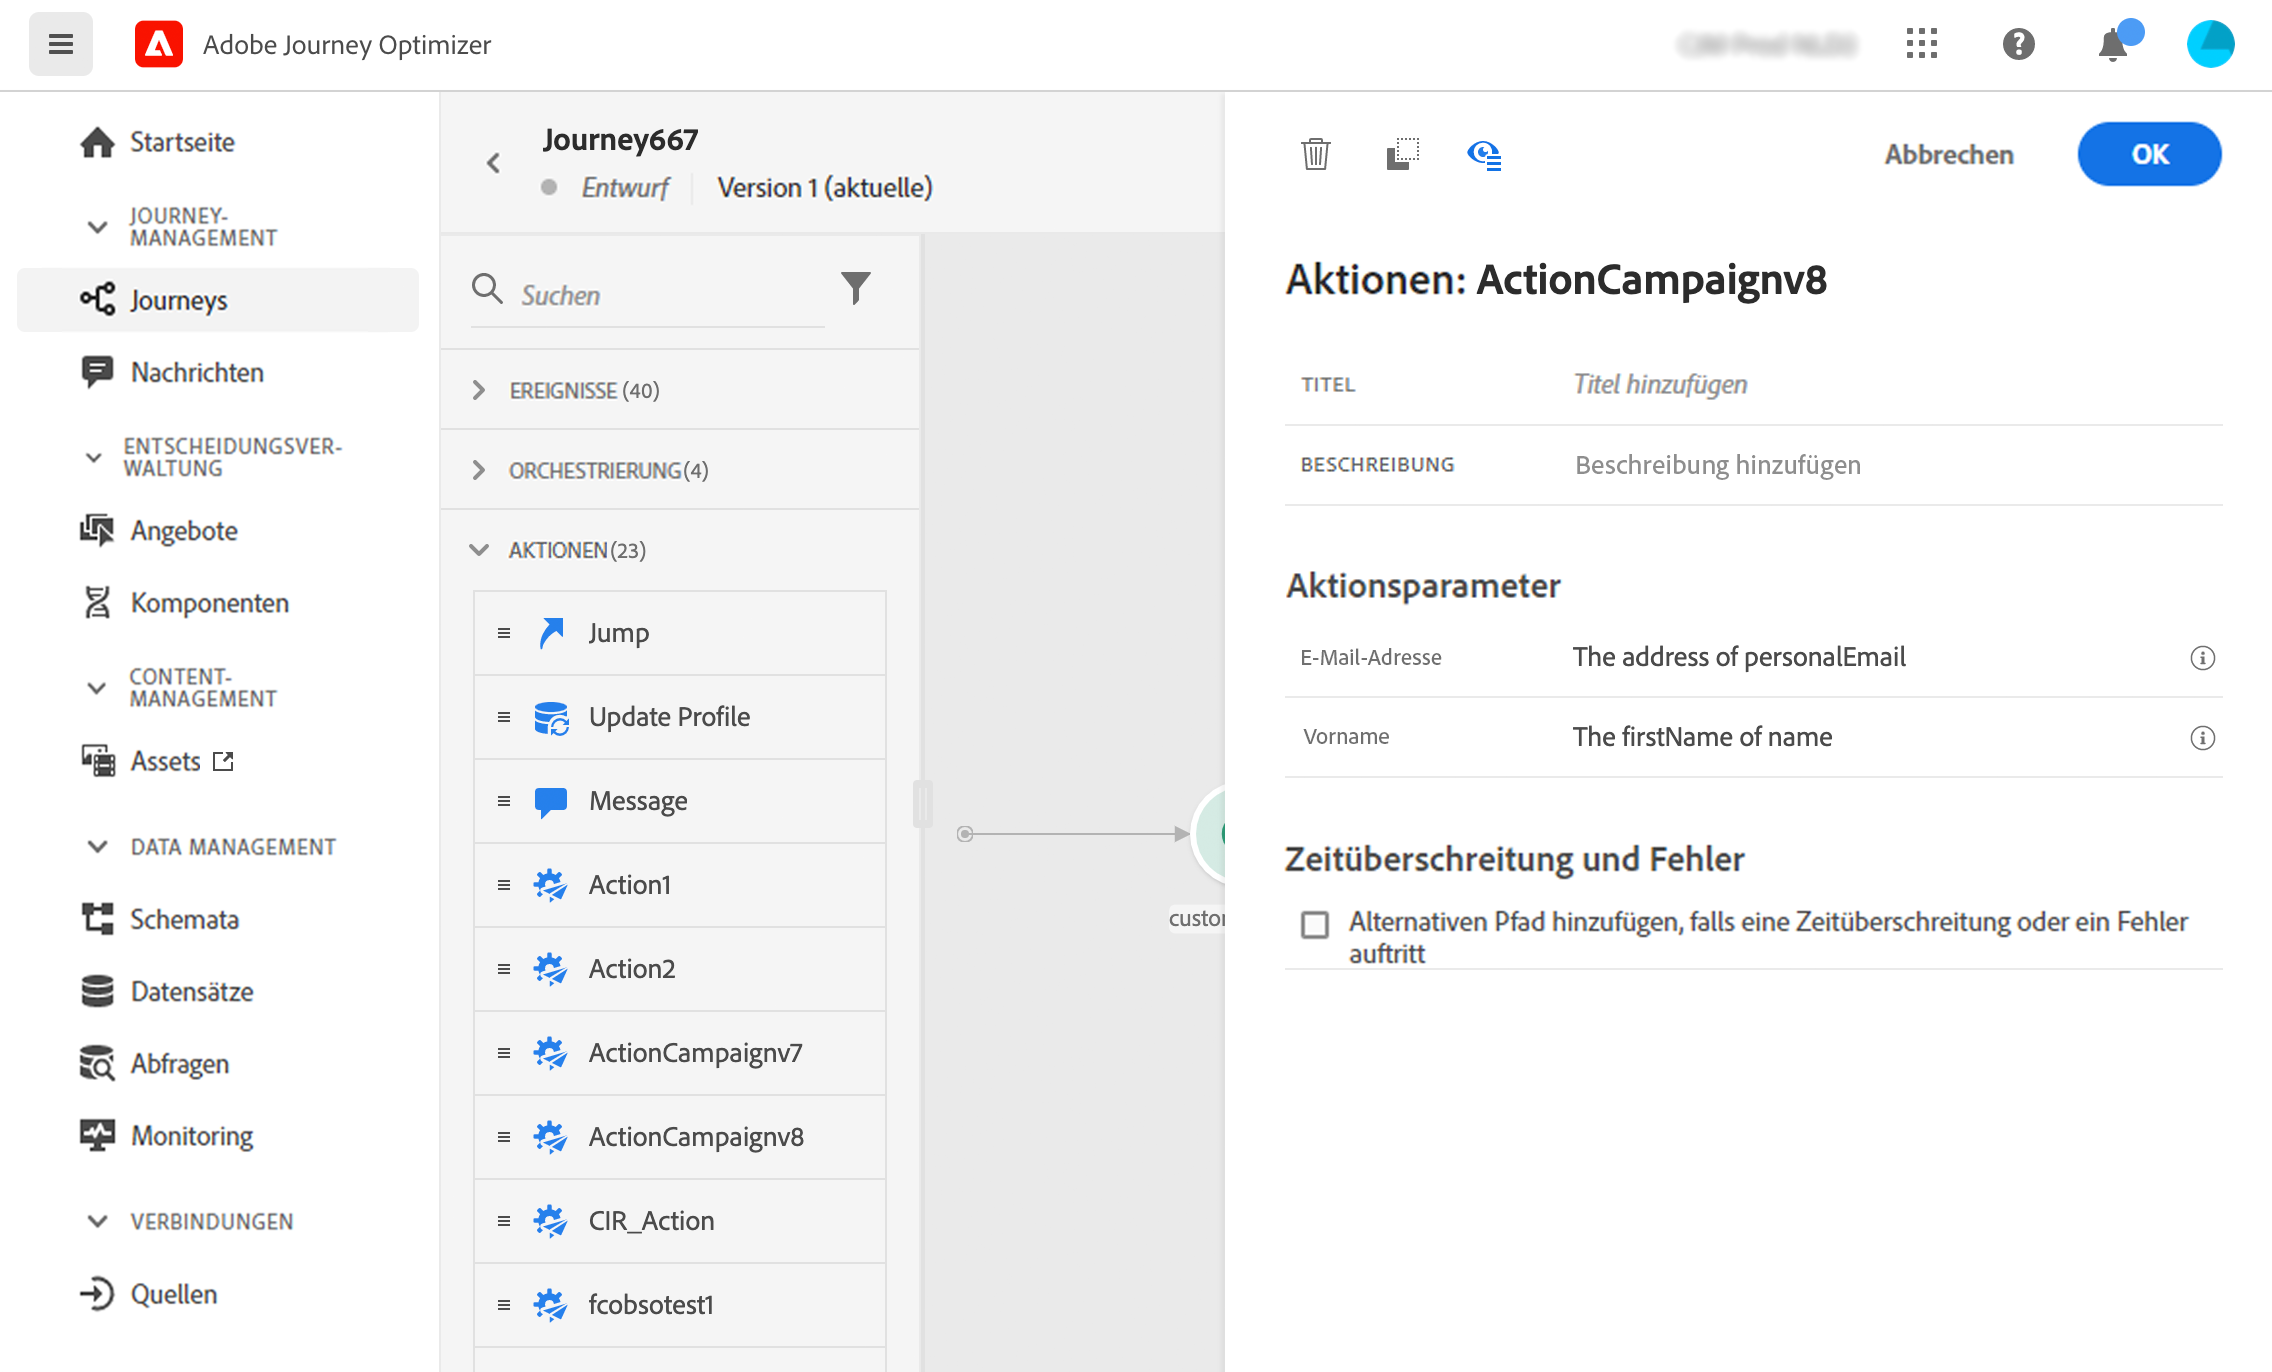 Adobe Journey Optimizer
Startseite
JOURNEY-
MANAGEMENT
Journeys
Nachrichten
ENTSCHEIDUNGSVER-
WALTUNG
Angebote
Komponenten
CONTENT-
MANAGEMENT
Assets
DATA MANAGEMENT
Schemata
Datensätze
Abfragen
Monitoring
VERBINDUNGEN
Quellen
Journey667
Entwurf
Version 1 (aktuelle)
Suchen
EREIGNISSE (40)
ORCHESTRIERUNG(4)
AKTIONEN(23)
Jump
Update Profile
Message
Action1
Action2
ActionCampaignv7
ActionCampaignv8
CIR_Action
fcobsotest1
custor
Abbrechen
OK
Aktionen: ActionCampaignv8
TITEL
Titel hinzufügen
BESCHREIBUNG
Beschreibung hinzufügen
Aktionsparameter
E-Mail-Adresse
The address of personalEmail
Vorname
The firstName of name
Zeitüberschreitung und Fehler
Alternativen Pfad hinzufügen, falls eine Zeitüberschreitung oder ein Fehler
auftritt